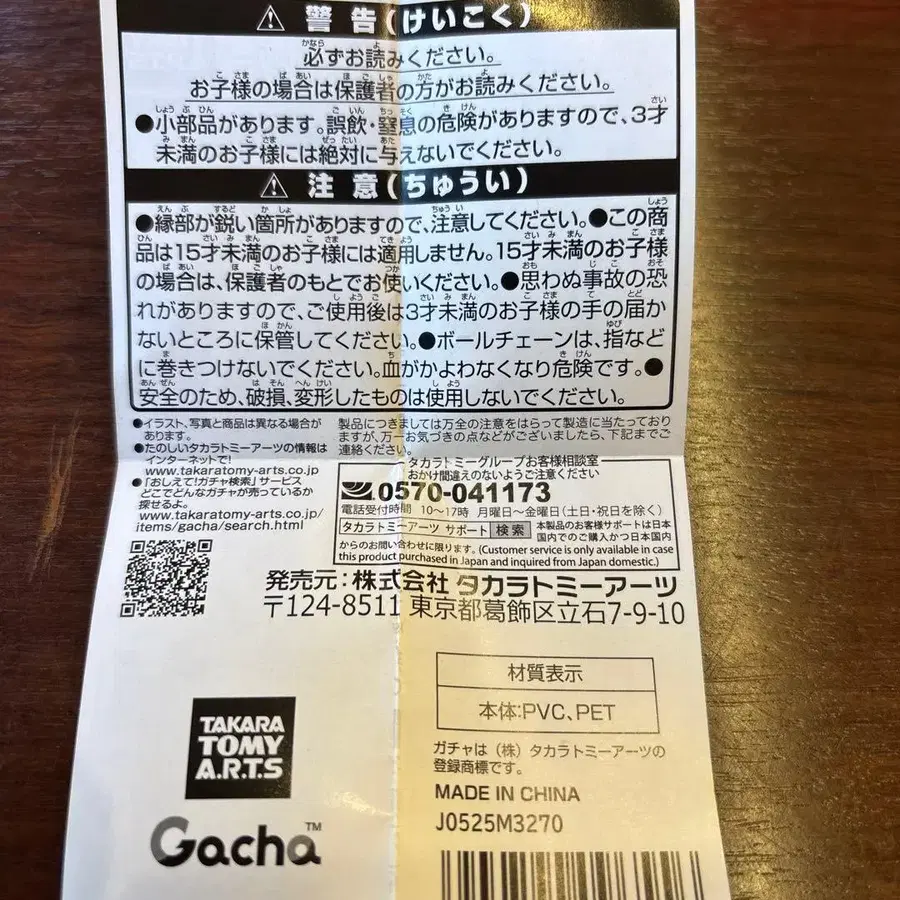 ⚠ 警告(けいこく)
必ずお読みください。
お子様の場合は保護者の方がお読みください。
●小部品があります。誤飲・窒息の危険がありますので、3才
未満のお子様には絶対に与えないでください。
⚠ 注意(ちゅうい)
●縁部が鋭い箇所がありますので、注意してください。●この商
品は15才未満のお子様には適用しません。15才未満のお子様
の場合は、保護者のもとでお使いください。●思わぬ事故の恐
れがありますので、ご使用後は3才未満のお子様の手の届か
ないところに保管してください。●ボールチェーンは、指など
に巻きつけないでください。血がかよわなくなり危険です。●
安全のため、破損、変形したものは使用しないでください。
●イラスト、写真と商品は異なる場合が
あります。
●たのしいタカラトミーアーツの情報は
インターネットで!
www.takaratomy-arts.co.jp
●「おしえて!ガチャ検索」サービス
どこでどんなガチャが売っているか
探せるよ。
www.takaratomy-arts.co.jp/
items/gacha/search.html
製品につきましては万全の注意をはらって製造に当たっており
ますが、万一お気づきの点などがございましたら、下記までご
連絡ください。
タカラトミーグループお客様相談室
おかけ間違えのないようご注意ください
0570-041173
電話受付時間 10〜17時 月曜日〜金曜日(土日・祝日を除く)
タカラトミーアーツ サポート 検索 本製品のお客様サポートは日本
国内でのご購入かつ日本国内
からのお問い合わせに限ります。(Customer service is only available in case
this product purchased in Japan and inquired from Japan domestic.)
発売元:株式会社 タカラトミーアーツ
〒124-8511 東京都葛飾区立石7-9-10
材質表示
本体:PVC、PET
ガチャは(株)タカラトミーアーツの
登録商標です。
MADE IN CHINA
J0525M3270
TAKARA
TOMY
A.R.T.S
Gacha™